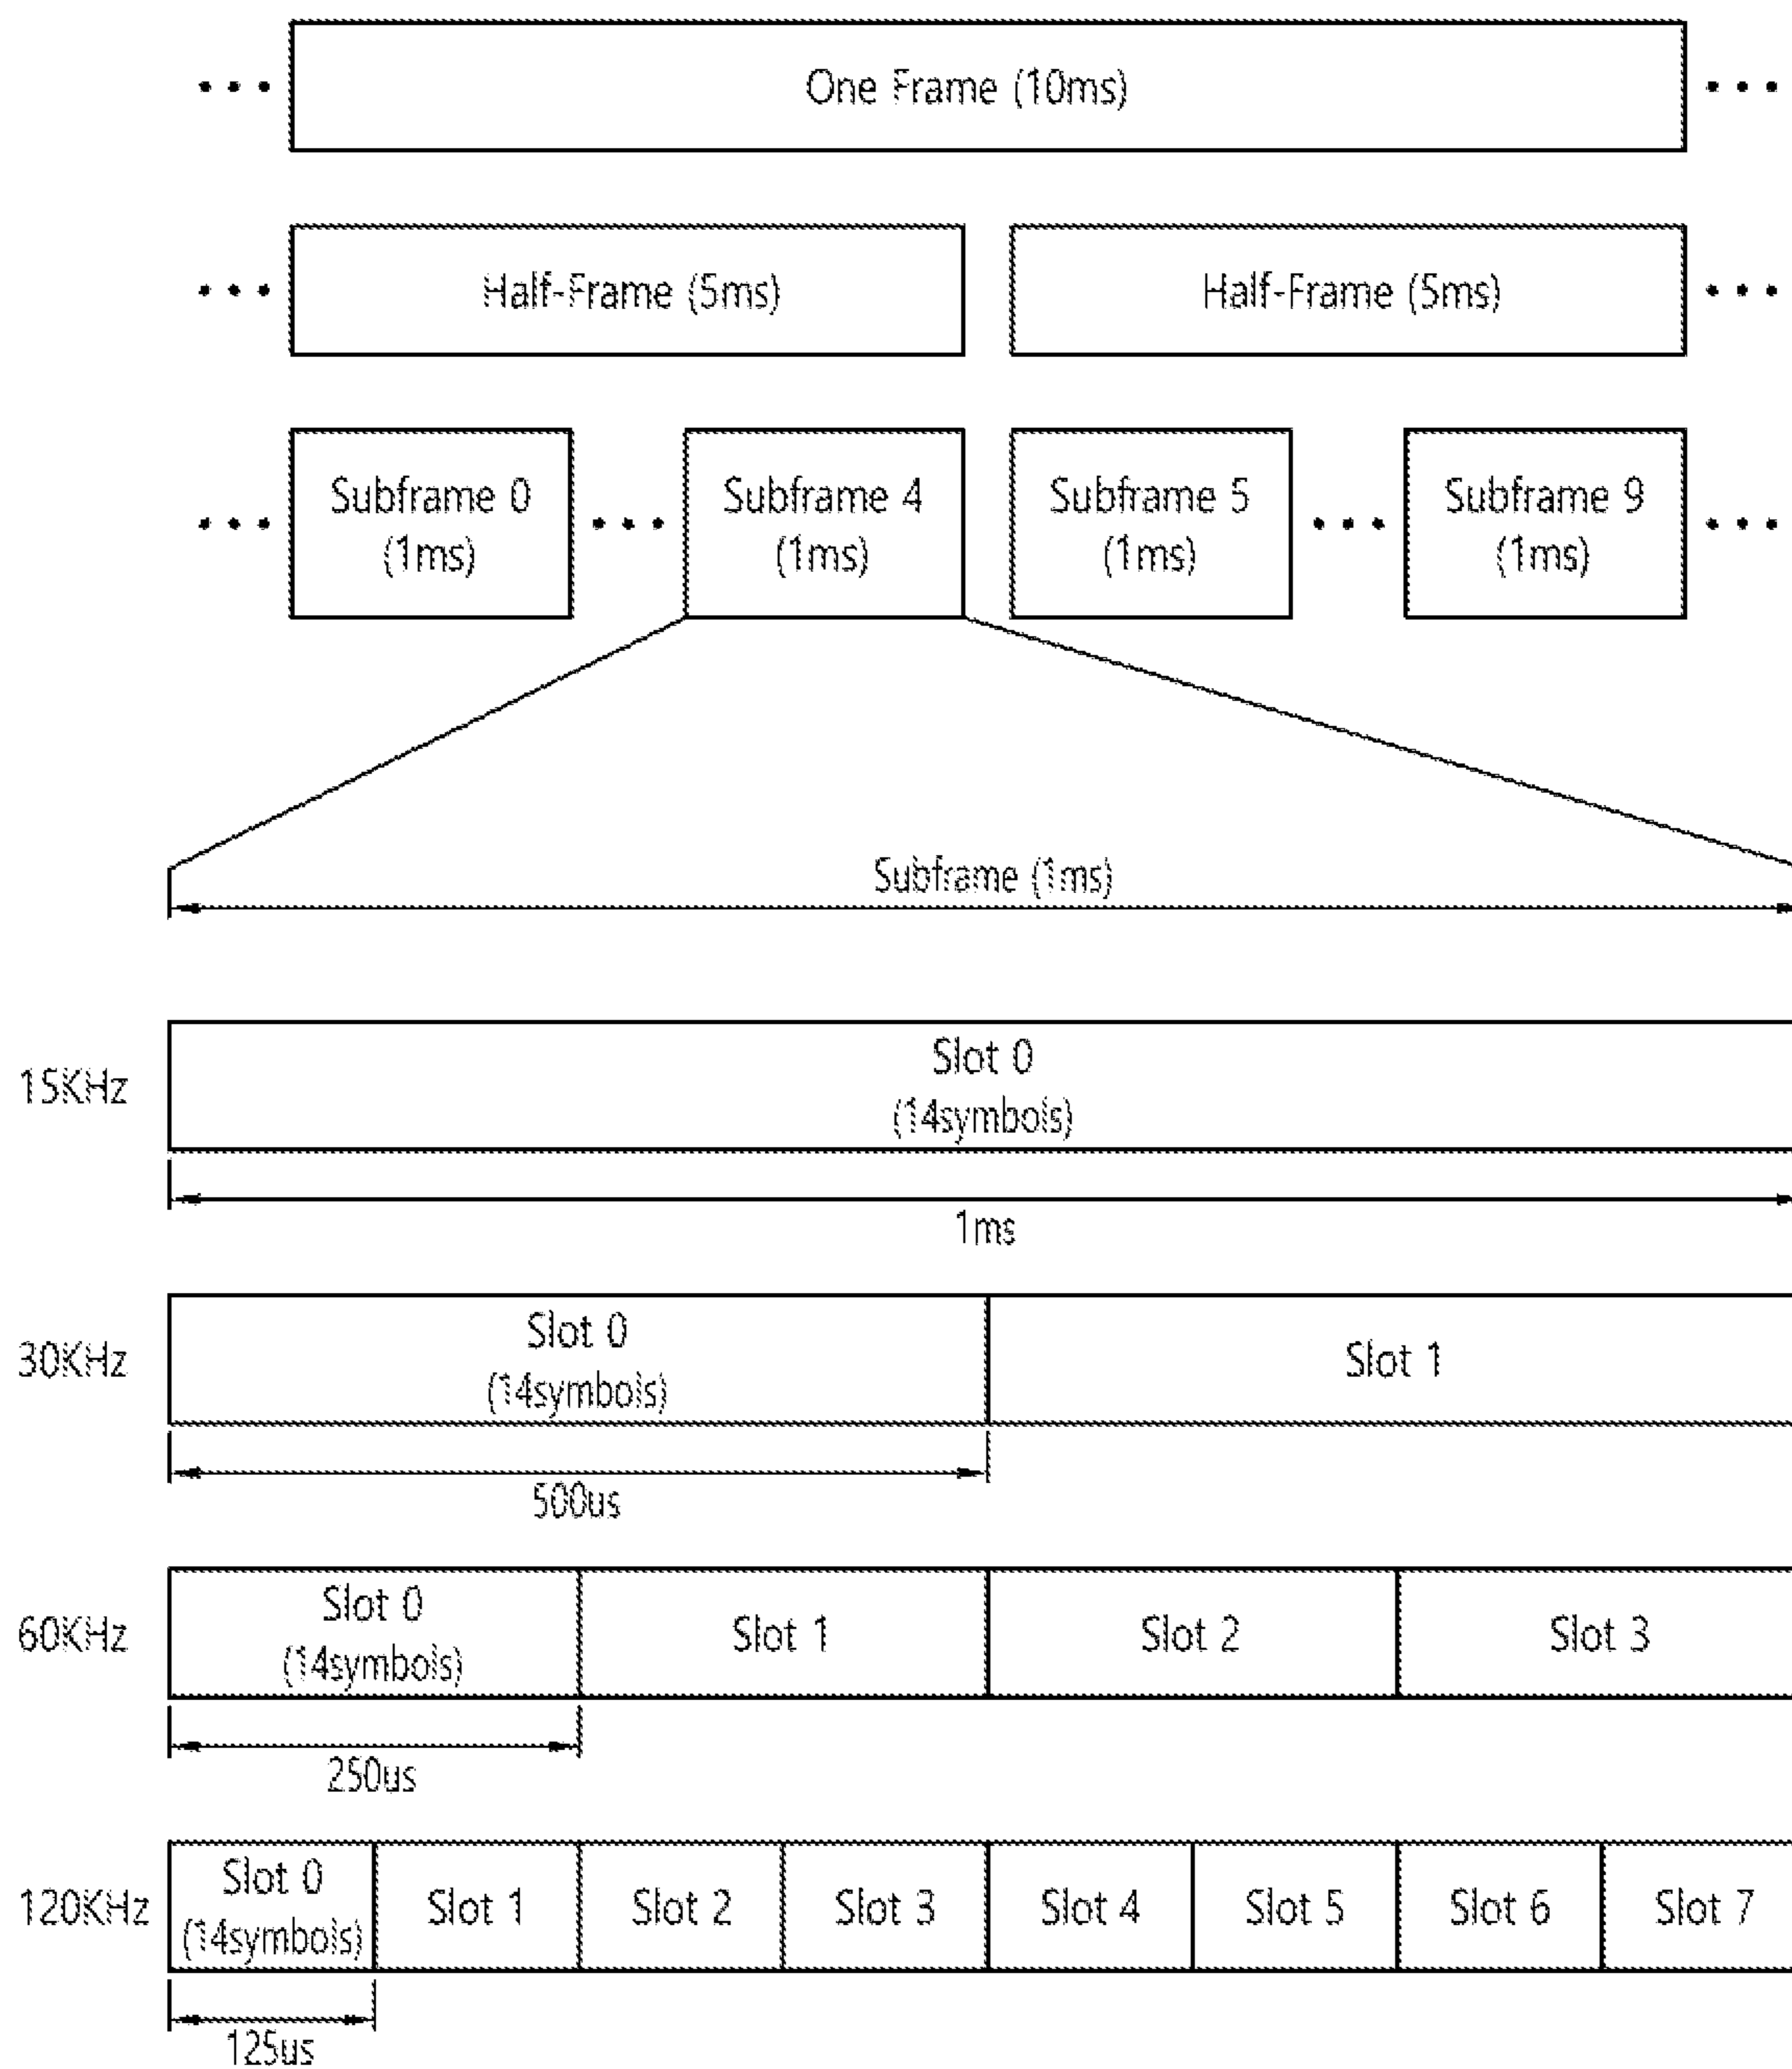 One Frame (10ms)
Half-Frame (5ms)
Half-Frame (5ms)
Subframe 0
(1ms)
Subframe 4
(1ms)
Subframe 5
(1ms)
Subframe 9
(1ms)
Subframe (1ms)
15KHz
Slot 0
(14symbols)
1ms
30KHz
Slot 0
(14symbols)
Slot 1
500us
60KHz
Slot 0
(14symbols)
Slot 1
Slot 2
Slot 3
250us
120KHz
Slot 0
(14symbols)
Slot 1
Slot 2
Slot 3
Slot 4
Slot 5
Slot 6
Slot 7
125us